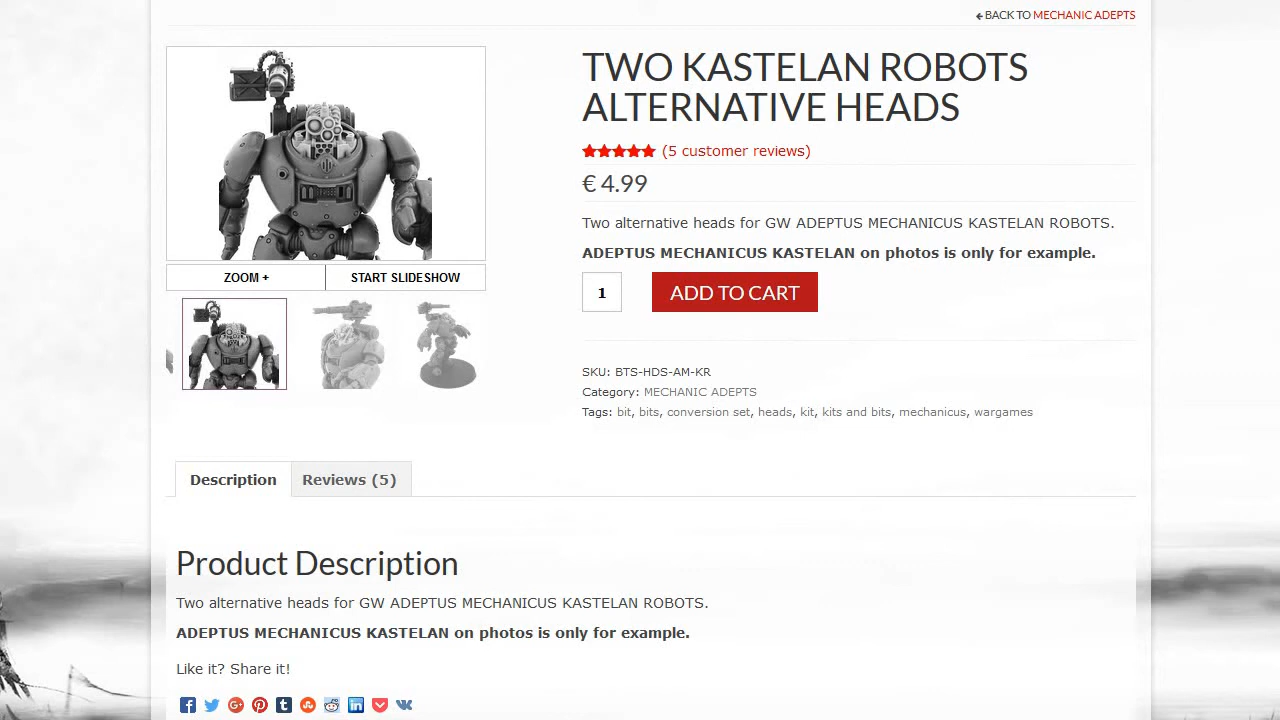 BACK TO MECHANIC ADEPTS
TWO KASTELAN ROBOTS
ALTERNATIVE HEADS
(5 customer reviews)
€ 4.99
Two alternative heads for GW ADEPTUS MECHANICUS KASTELAN ROBOTS.
ADEPTUS MECHANICUS KASTELAN on photos is only for example.
1 ADD TO CART
ZOOM + START SLIDESHOW
SKU: BTS-HDS-AM-KR
Category: MECHANIC ADEPTS
Tags: bit, bits, conversion set, heads, kit, kits and bits, mechanicus, wargames
Description Reviews (5)
Product Description
Two alternative heads for GW ADEPTUS MECHANICUS KASTELAN ROBOTS.
ADEPTUS MECHANICUS KASTELAN on photos is only for example.
Like it? Share it!